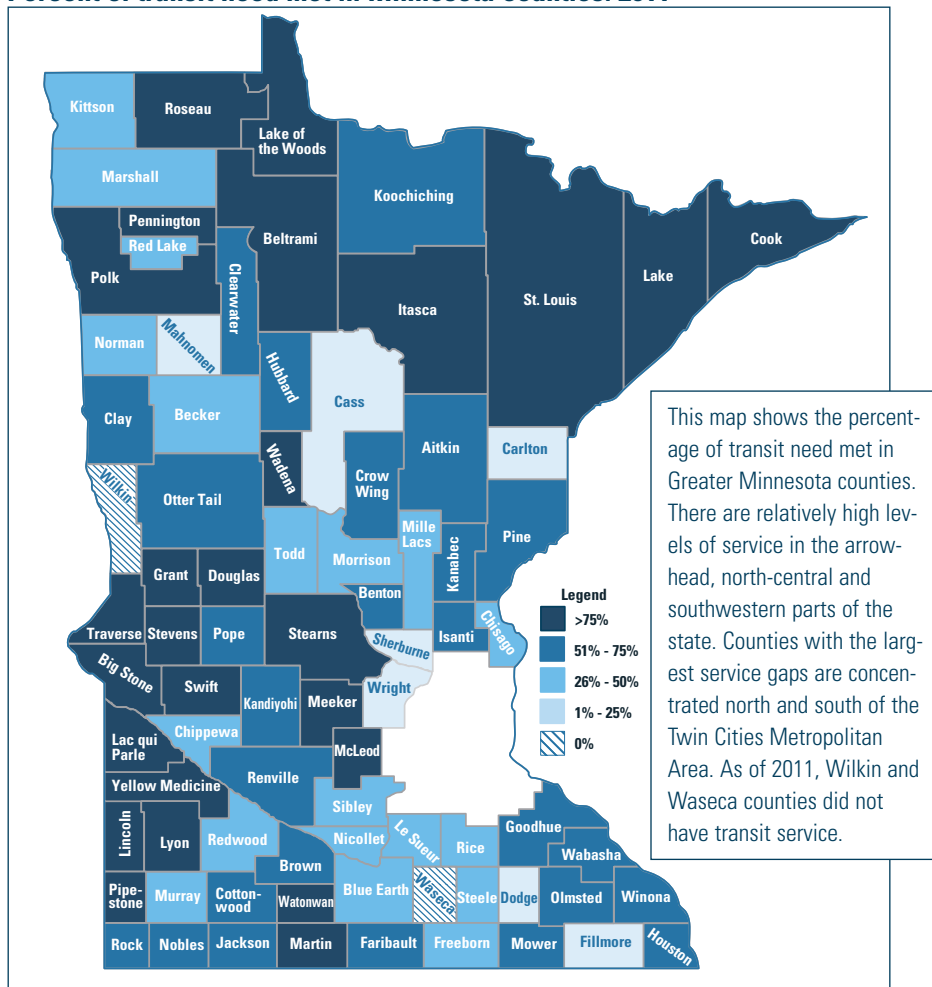 Kittson
Roseau
Lake of
the Woods
Marshall
Koochiching
Pennington
Red Lake
Beltrami
Cook
Polk
Clearwater
Lake
St. Louis
Itasca
Norman
Mahnomen
Hubbard
Cass
Clay
Becker
Wadena
Aitkin
Carlton
Wilkin
Otter Tail
Crow
Wing
Mille
Lacs
Pine
Todd
Morrison
Kanabec
Grant
Douglas
Benton
Traverse
Stevens
Pope
Stearns
Sherburne
Isanti
Chisago
Big Stone
Swift
Kandiyohi
Meeker
Wright
Lac qui
Parle
Chippewa
McLeod
Yellow Medicine
Renville
Sibley
Lincoln
Lyon
Redwood
Nicollet
Le Sueur
Rice
Goodhue
Wabasha
Brown
Pipe-
stone
Murray
Cotton-
wood
Watonwan
Blue Earth
Waseca
Steele
Dodge
Olmsted
Winona
Rock
Nobles
Jackson
Martin
Faribault
Freeborn
Mower
Fillmore
Houston
Legend
>75%
51% - 75%
26% - 50%
1% - 25%
0%
This map shows the percent-
age of transit need met in
Greater Minnesota counties.
There are relatively high lev-
els of service in the arrow-
head, north-central and
southwestern parts of the
state. Counties with the larg-
est service gaps are concen-
trated north and south of the
Twin Cities Metropolitan
Area. As of 2011, Wilkin and
Waseca counties did not
have transit service.